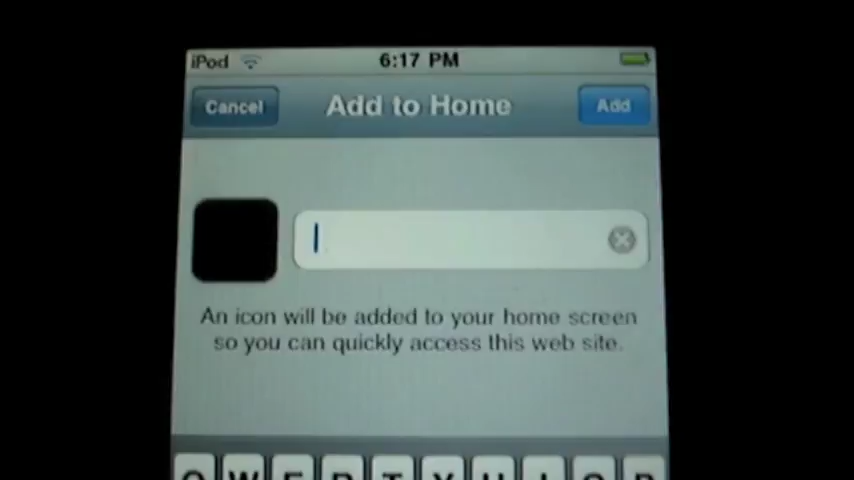 iPod 6:17 PM
Cancel Add to Home Add
An icon will be added to your home screen
so you can quickly access this web site.
Q W E R T Y U I O P